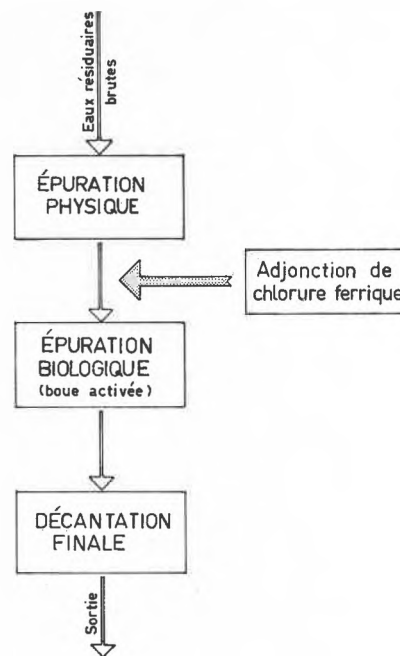 Eaux résiduaires
brutes
ÉPURATION
PHYSIQUE
Adjonction de
chlorure ferrique
ÉPURATION
BIOLOGIQUE
(boue activée)
DÉCANTATION
FINALE
Sortie